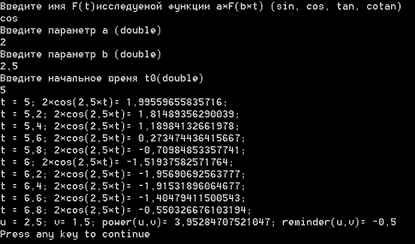 Введите имя F(t)исследуемой функции a×F(b×t) (sin, cos, tan, cotan)
cos
Введите параметр a (double)
2
Введите параметр b (double)
2,5
Введите начальное время t0(double)
5
t = 5; 2×cos(2,5×t)= 1,99559655835716;
t = 5,2; 2×cos(2,5×t)= 1,81489356290039;
t = 5,4; 2×cos(2,5×t)= 1,18984132661978;
t = 5,6; 2×cos(2,5×t)= 0,273474436415667;
t = 5,8; 2×cos(2,5×t)= -0,70984853357741;
t = 6; 2×cos(2,5×t)= -1,51937582571764;
t = 6,2; 2×cos(2,5×t)= -1,95690692563777;
t = 6,4; 2×cos(2,5×t)= -1,91531896064677;
t = 6,6; 2×cos(2,5×t)= -1,40479411500543;
t = 6,8; 2×cos(2,5×t)= -0,550326676103194;
u = 2,5; v= 1,5; power(u,v)= 3,95284707521047; reminder(u,v)= -0,5
Press any key to continue